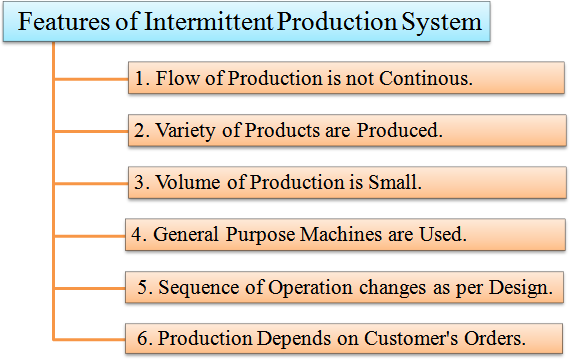 Features of Intermittent Production System
1. Flow of Production is not Continous.
2. Variety of Products are Produced.
3. Volume of Production is Small.
4. General Purpose Machines are Used.
5. Sequence of Operation changes as per Design.
6. Production Depends on Customer's Orders.